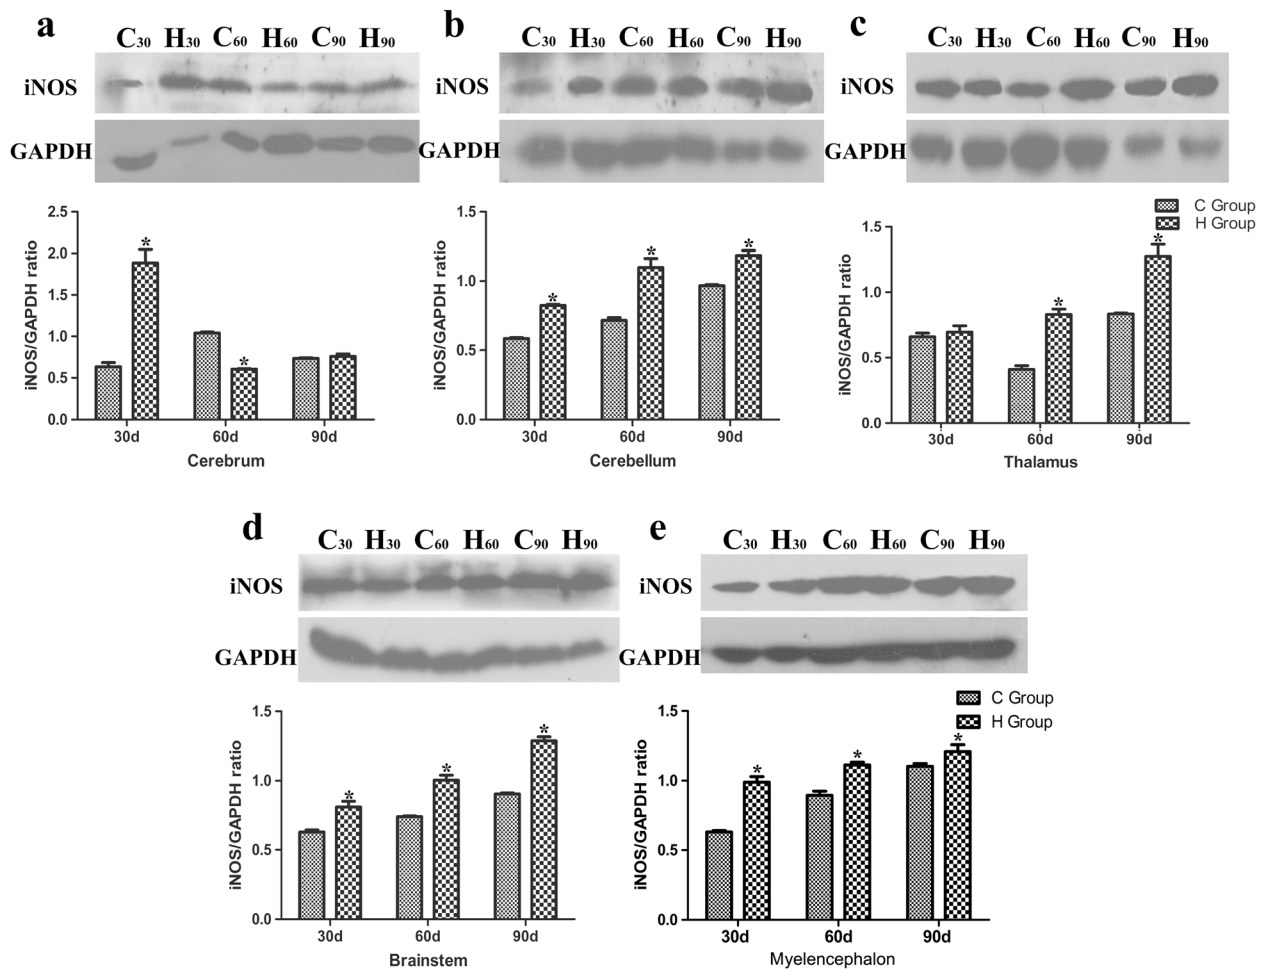 a
C30 H30 C60 H60 C90 H90
iNOS
GAPDH
iNOS/GAPDH ratio
2.5
2.0
1.5
1.0
0.5
0.0
*
*
30d 60d 90d
Cerebrum
b
C30 H30 C60 H60 C90 H90
iNOS
GAPDH
iNOS/GAPDH ratio
1.5
1.0
0.5
0.0
*
*
*
30d 60d 90d
Cerebellum
c
C30 H30 C60 H60 C90 H90
iNOS
GAPDH
C Group
H Group
iNOS/GAPDH ratio
1.5
1.0
0.5
0.0
*
*
30d 60d 90d
Thalamus
d
C30 H30 C60 H60 C90 H90
iNOS
GAPDH
iNOS/GAPDH ratio
1.5
1.0
0.5
0.0
*
*
*
30d 60d 90d
Brainstem
e
C30 H30 C60 H60 C90 H90
iNOS
GAPDH
C Group
H Group
iNOS/GAPDH ratio
1.5
1.0
0.5
0.0
*
*
*
30d 60d 90d
Myelencephalon